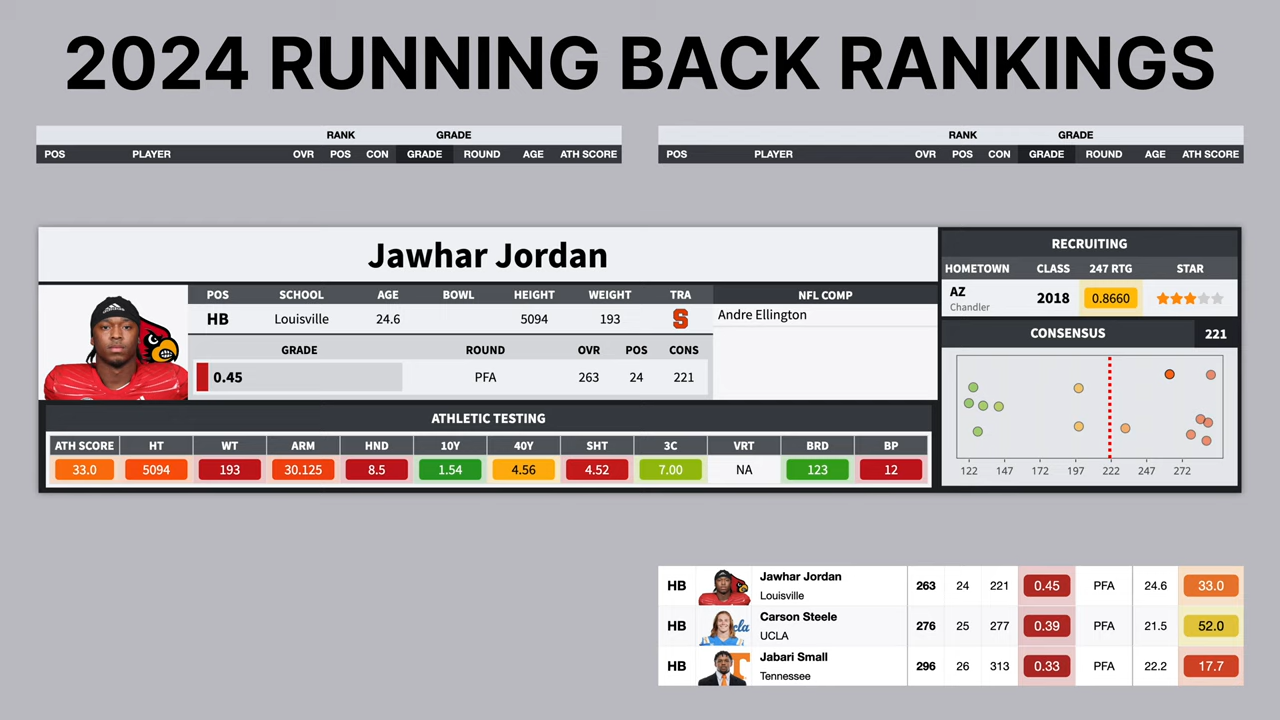 2024 RUNNING BACK RANKINGS
RANK GRADE
POS PLAYER OVR POS CON GRADE ROUND AGE ATH SCORE
RANK GRADE
POS PLAYER OVR POS CON GRADE ROUND AGE ATH SCORE
Jawhar Jordan
POS SCHOOL AGE BOWL HEIGHT WEIGHT TRA NFL COMP
HB Louisville 24.6 5094 193 S Andre Ellington
GRADE ROUND OVR POS CONS
0.45 PFA 263 24 221
ATHLETIC TESTING
ATH SCORE HT WT ARM HND 10Y 40Y SHT 3C VRT BRD BP
33.0 5094 193 30.125 8.5 1.54 4.56 4.52 7.00 NA 123 12
RECRUITING
HOMETOWN CLASS 247 RTG STAR
AZ 2018 0.8660
Chandler
CONSENSUS 221
122 147 172 197 222 247 272
HB Jawhar Jordan 263 24 221 0.45 PFA 24.6 33.0
Louisville
HB Carson Steele 276 25 277 0.39 PFA 21.5 52.0
UCLA
HB Jabari Small 296 26 313 0.33 PFA 22.2 17.7
Tennessee